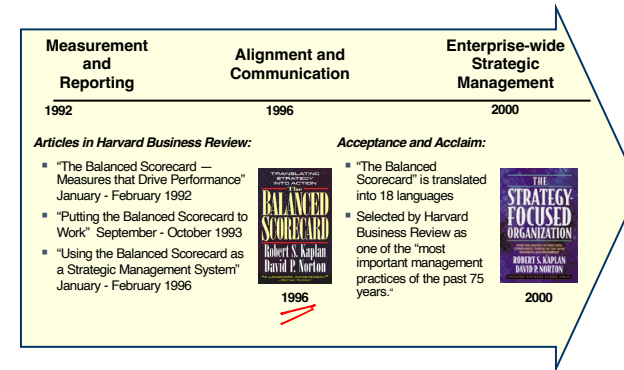 Measurement
and
Reporting
Alignment and
Communication
Enterprise-wide
Strategic
Management
1992
1996
2000
Articles in Harvard Business Review:
“The Balanced Scorecard —
Measures that Drive Performance”
January - February 1992
“Putting the Balanced Scorecard to
Work” September - October 1993
“Using the Balanced Scorecard as
a Strategic Management System”
January - February 1996
TRANSLATING
STRATEGY
INTO ACTION
The
BALANCED
SCORECARD
Robert S. Kaplan
David P. Norton
1996
Acceptance and Acclaim:
“The Balanced
Scorecard” is translated
into 18 languages
Selected by Harvard
Business Review as
one of the “most
important management
practices of the past 75
years.“
THE
STRATEGY-
FOCUSED
ORGANIZATION
ROBERT S. KAPLAN
DAVID P. NORTON
2000